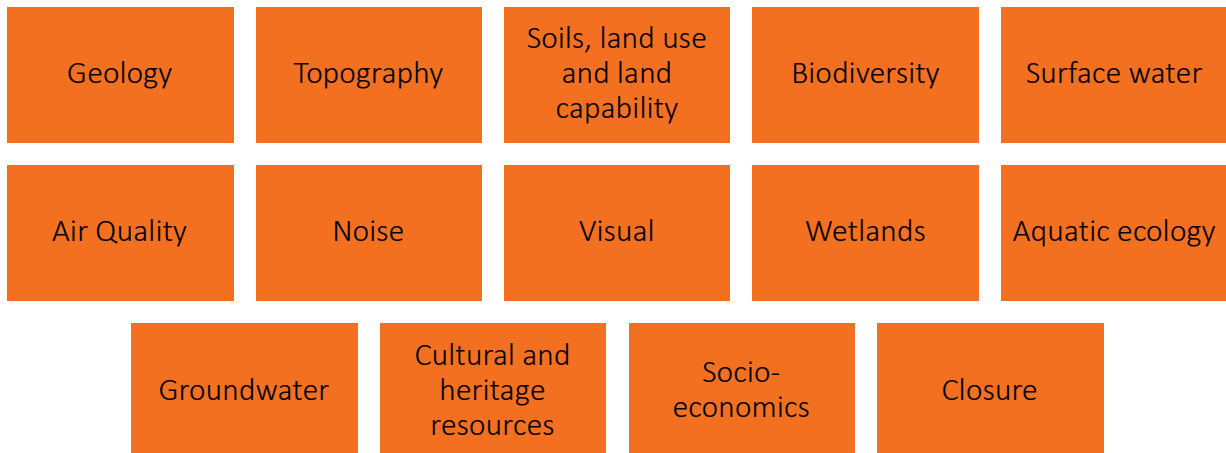 Geology
Topography
Soils, land use
and land
capability
Biodiversity
Surface water
Air Quality
Noise
Visual
Wetlands
Aquatic ecology
Groundwater
Cultural and
heritage
resources
Socio-
economics
Closure